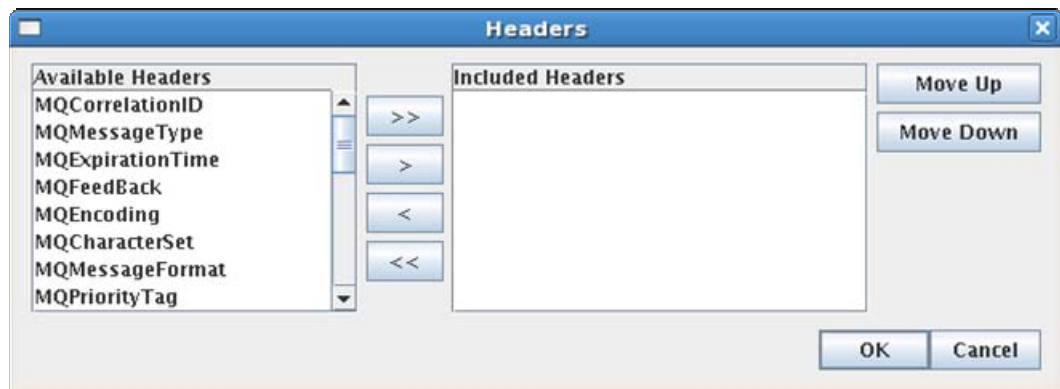 Headers
Available Headers
MQCorrelationID
MQMessageType
MQExpirationTime
MQFeedBack
MQEncoding
MQCharacterSet
MQMessageFormat
MQPriorityTag
>>
>
<
<<
Included Headers
Move Up
Move Down
OK
Cancel